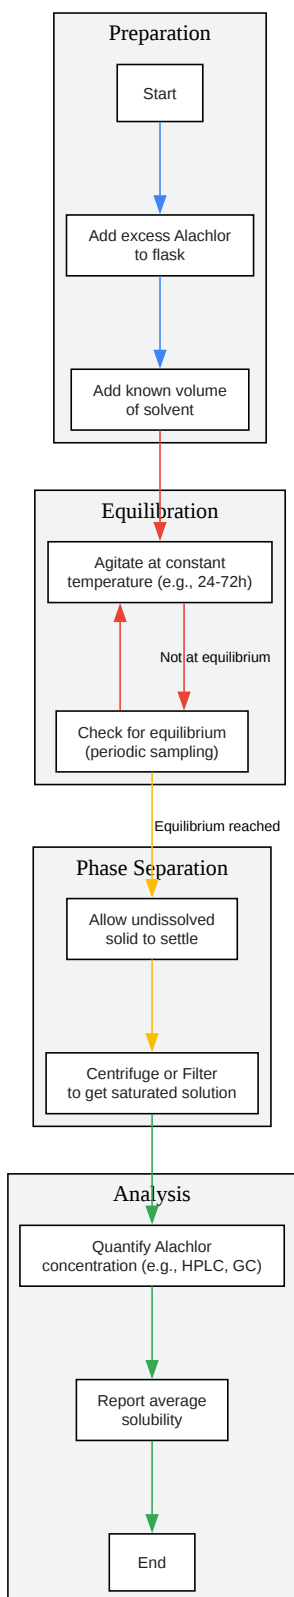 Preparation
Start
Add excess Alachlor
to flask
Add known volume
of solvent
Equilibration
Agitate at constant
temperature (e.g., 24-72h)
Not at equilibrium
Check for equilibrium
(periodic sampling)
Equilibrium reached
Phase Separation
Allow undissolved
solid to settle
Centrifuge or Filter
to get saturated solution
Analysis
Quantify Alachlor
concentration (e.g., HPLC, GC)
Report average
solubility
End